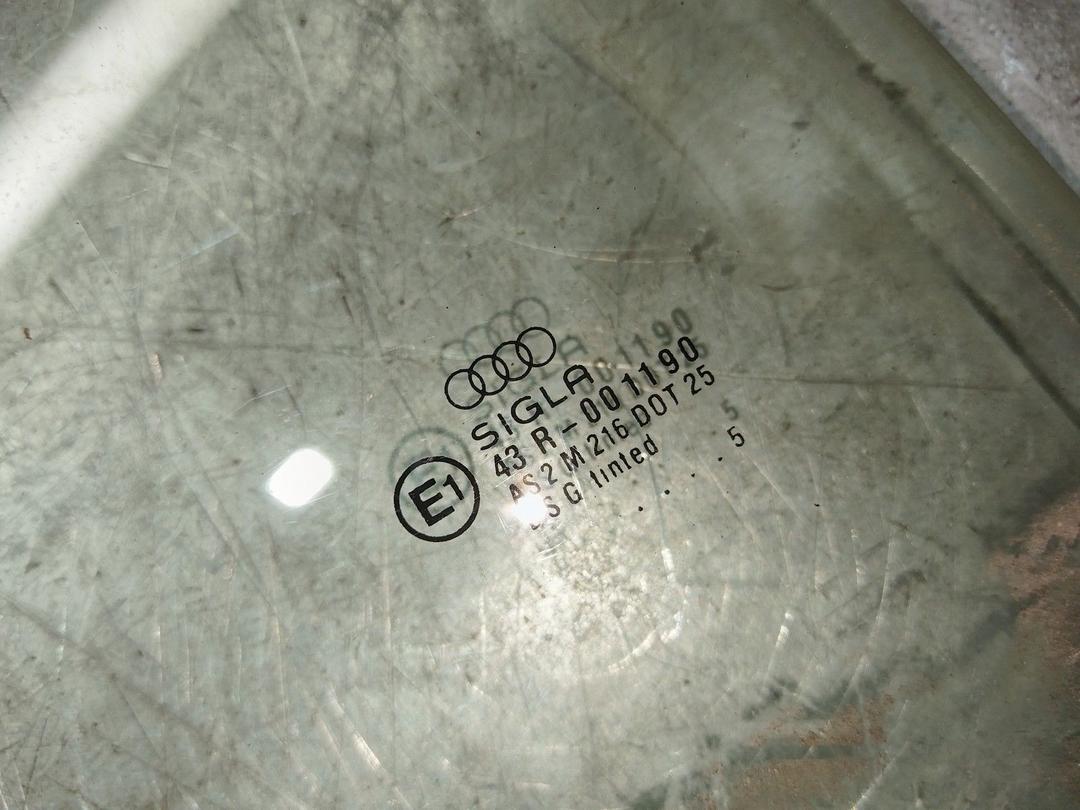 SIGLA
43 R-001190
E1
AS2 M 216 DOT 25
G tinted
. . . 5